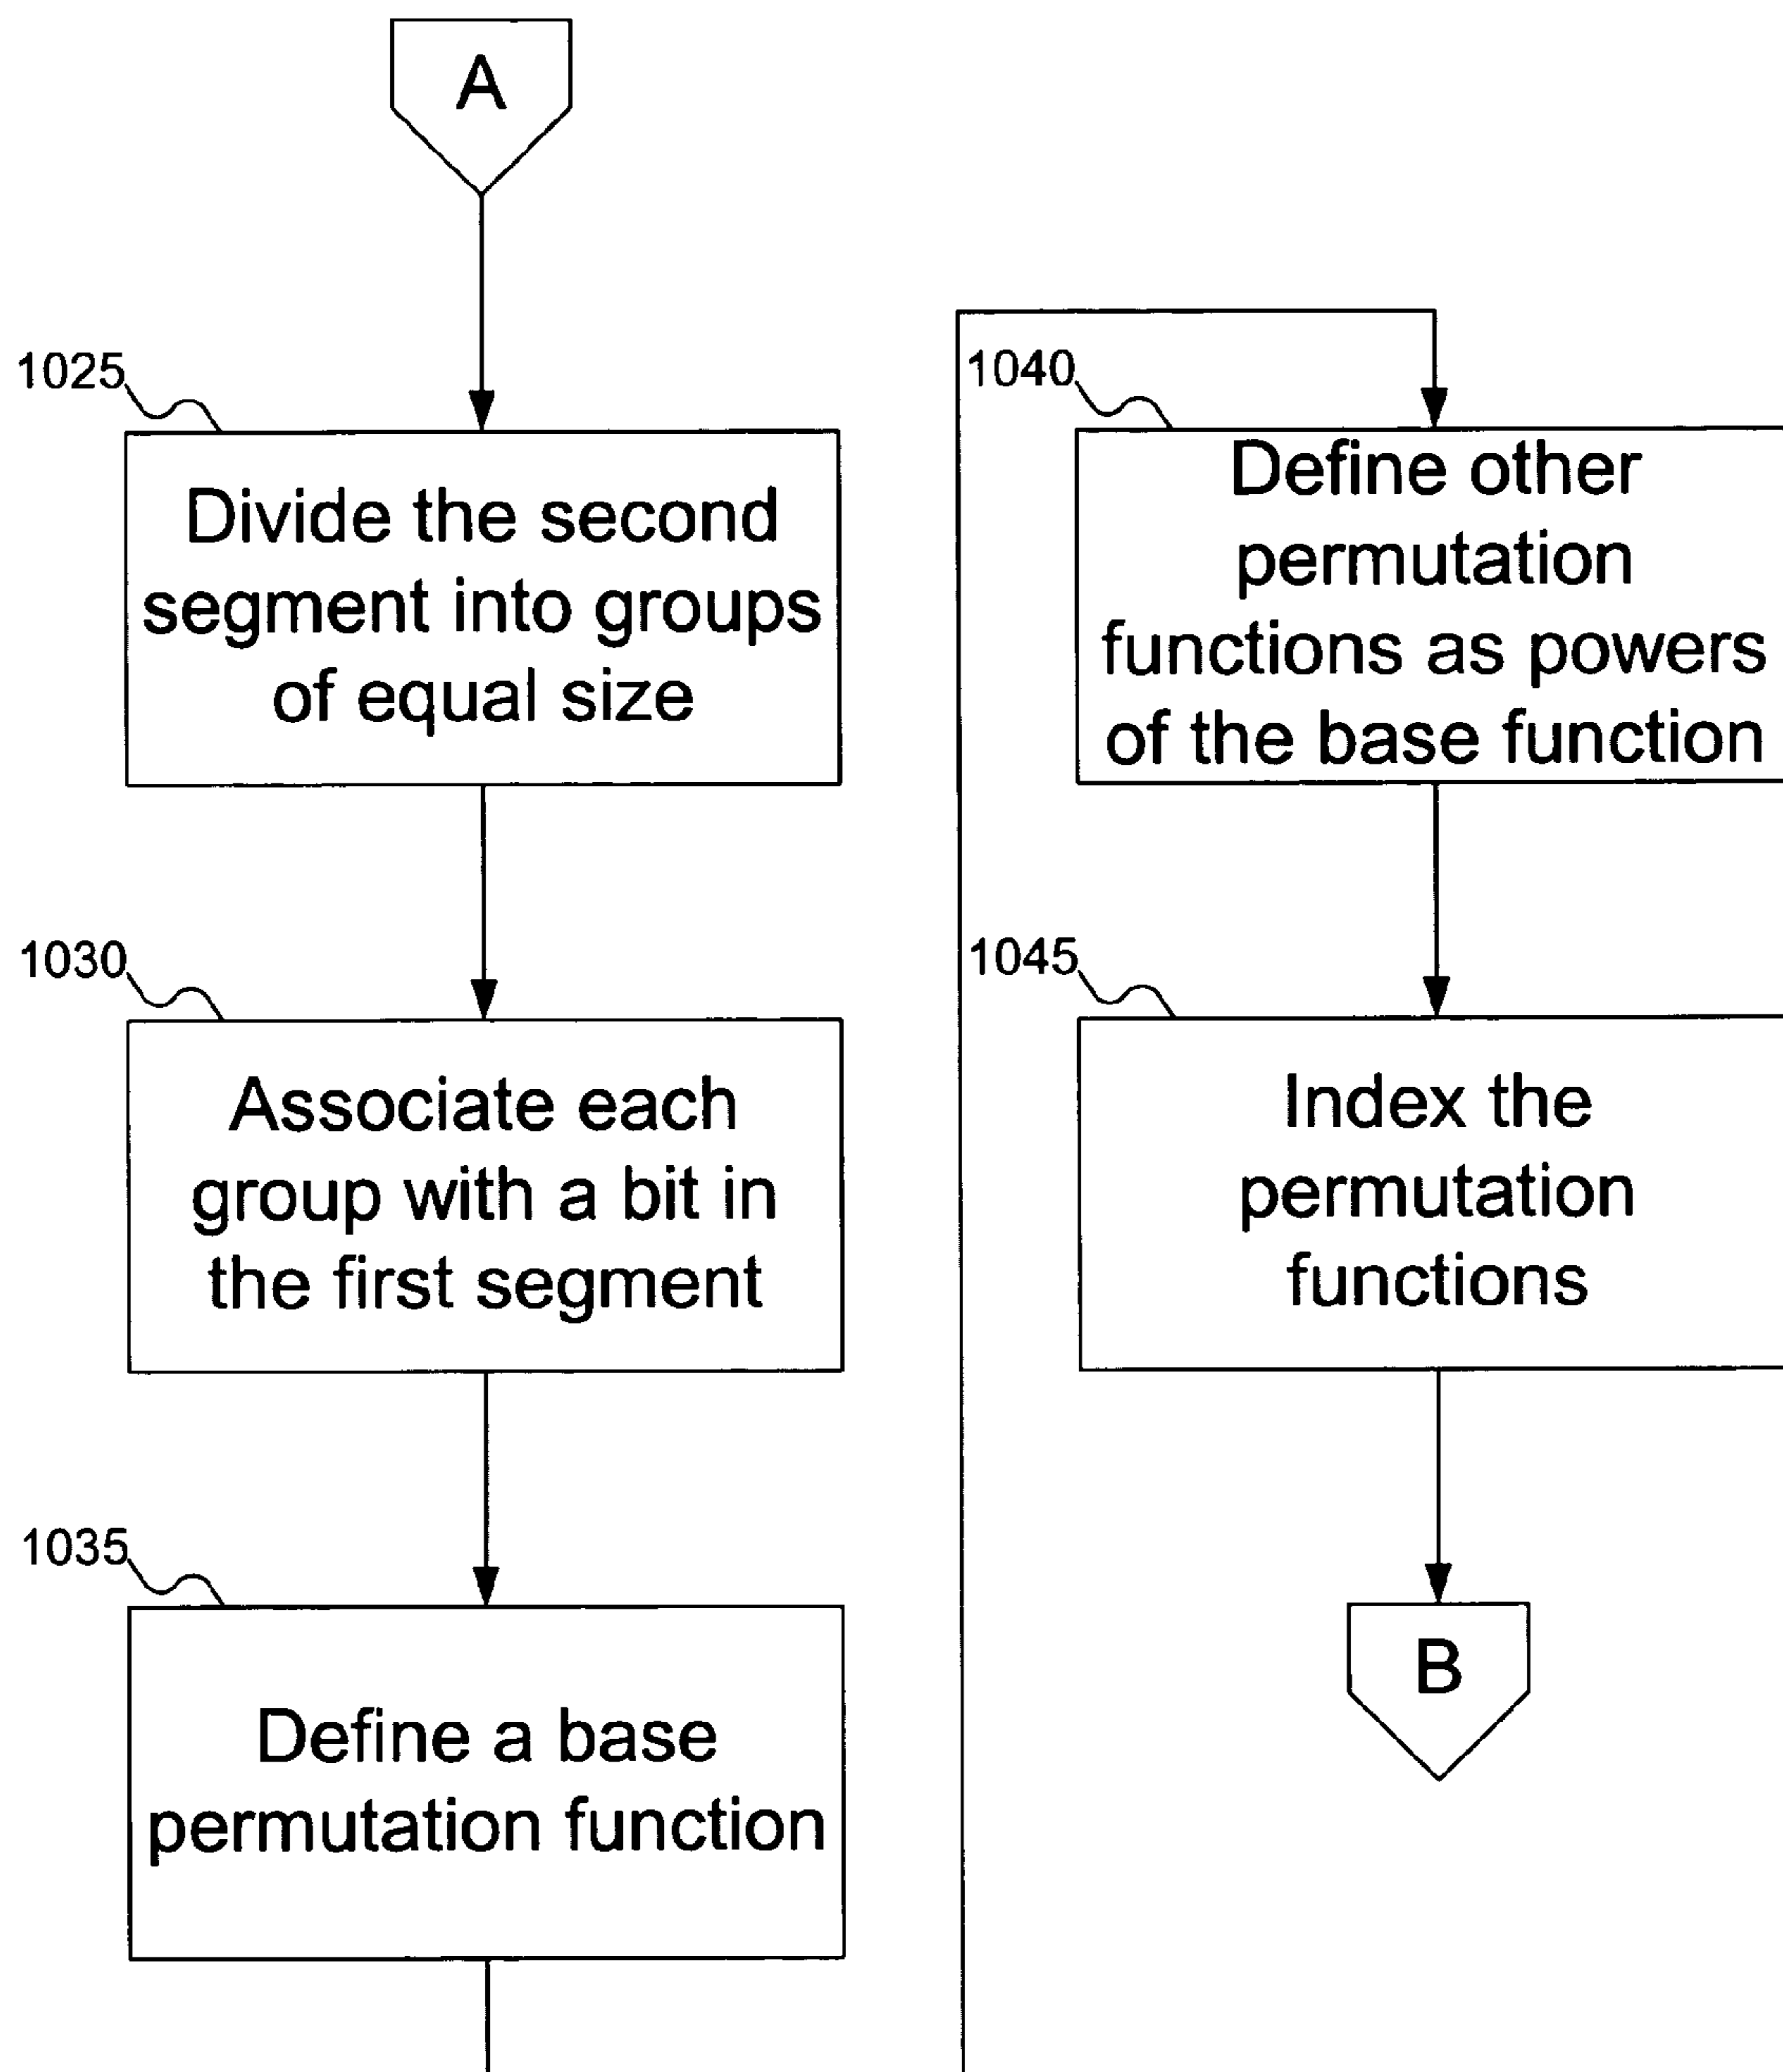 A
1025
Divide the second
segment into groups
of equal size
1030
Associate each
group with a bit in
the first segment
1035
Define a base
permutation function
1040
Define other
permutation
functions as powers
of the base function
1045
Index the
permutation
functions
B